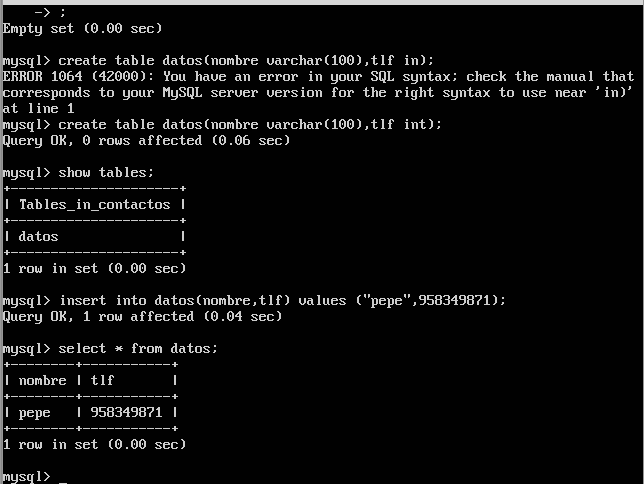 -> ;
Empty set (0.00 sec)
mysql> create table datos(nombre varchar(100),tlf in);
ERROR 1064 (42000): You have an error in your SQL syntax; check the manual that
corresponds to your MySQL server version for the right syntax to use near 'in)'
at line 1
mysql> create table datos(nombre varchar(100),tlf int);
Query OK, 0 rows affected (0.06 sec)
mysql> show tables;
+---------------------+
| Tables_in_contactos |
+---------------------+
| datos               |
+---------------------+
1 row in set (0.00 sec)
mysql> insert into datos(nombre,tlf) values ("pepe",958349871);
Query OK, 1 row affected (0.04 sec)
mysql> select * from datos;
+--------+-----------+
| nombre | tlf       |
+--------+-----------+
| pepe   | 958349871 |
+--------+-----------+
1 row in set (0.00 sec)
mysql> _